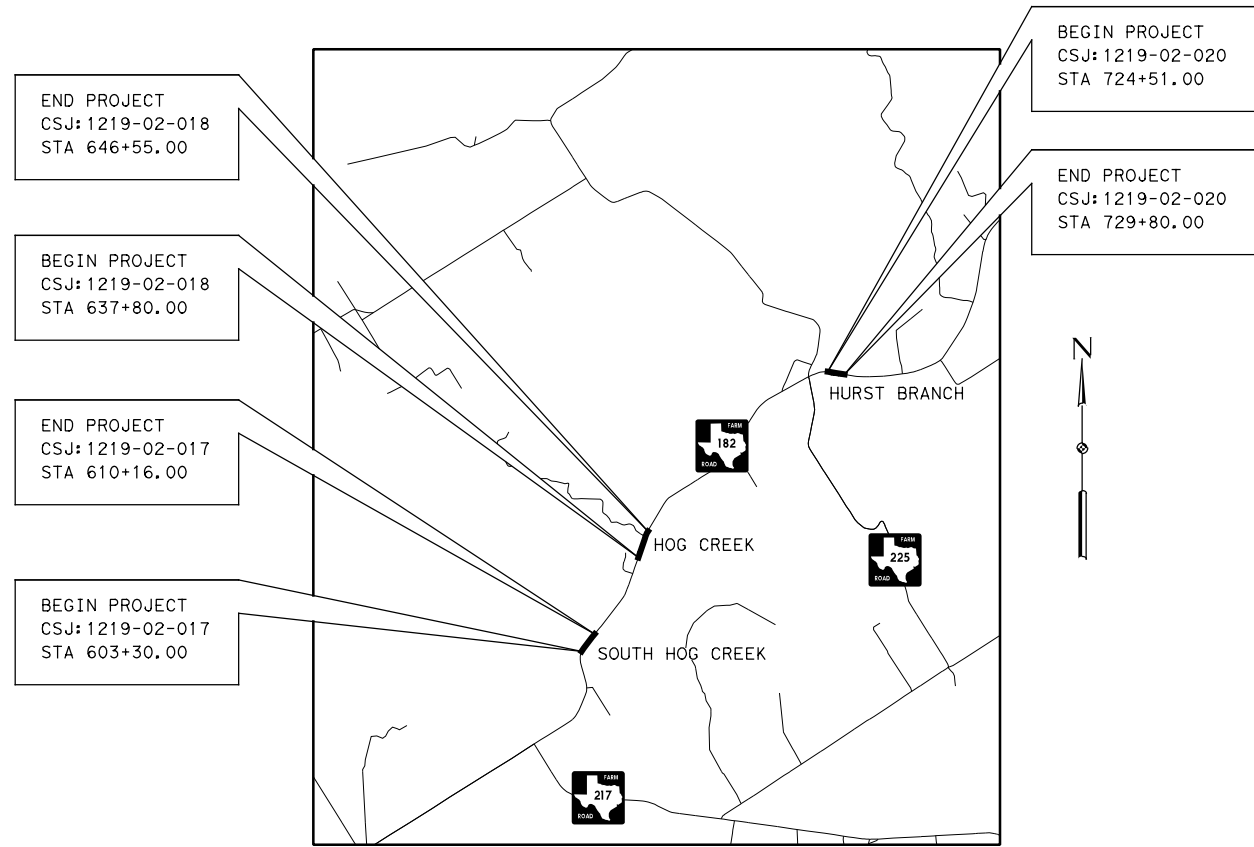 END PROJECT
CSJ: 1219-02-018
STA 646+55.00
BEGIN PROJECT
CSJ: 1219-02-018
STA 637+80.00
END PROJECT
CSJ: 1219-02-017
STA 610+16.00
BEGIN PROJECT
CSJ: 1219-02-017
STA 603+30.00
BEGIN PROJECT
CSJ: 1219-02-020
STA 724+51.00
END PROJECT
CSJ: 1219-02-020
STA 729+80.00
N
HURST BRANCH
FARM
182
ROAD
HOG CREEK
FARM
225
ROAD
SOUTH HOG CREEK
FARM
217
ROAD